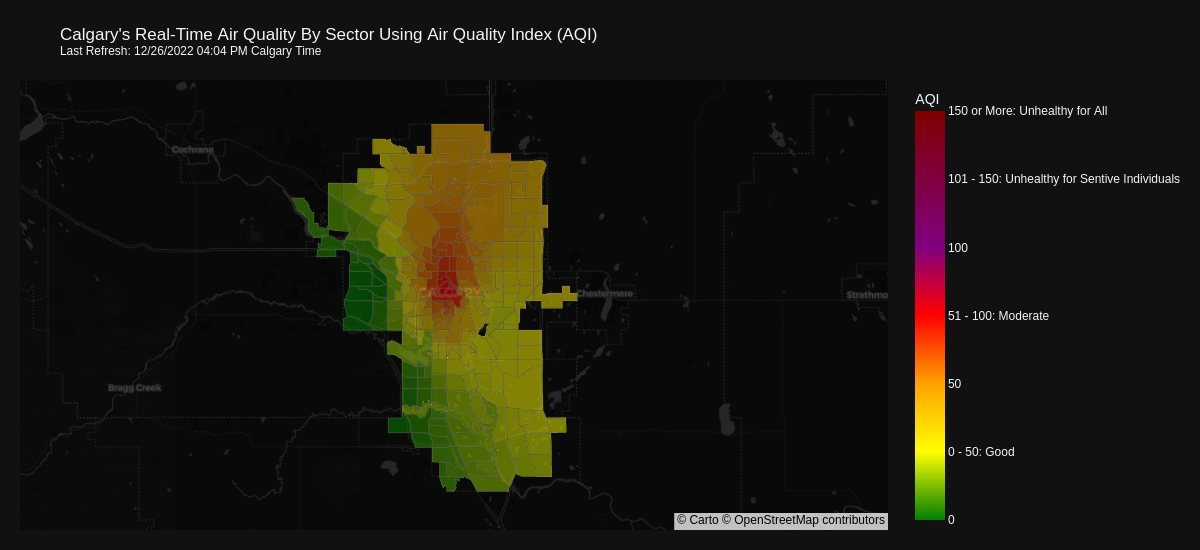 Calgary's Real-Time Air Quality By Sector Using Air Quality Index (AQI)
Last Refresh: 12/26/2022 04:04 PM Calgary Time
AQI
150 or More: Unhealthy for All
Cochrane
101 - 150: Unhealthy for Sentive Individuals
100
Chestermere
Strathmo
51 - 100: Moderate
Bragg Creek
50
0 - 50: Good
© Carto © OpenStreetMap contributors
0